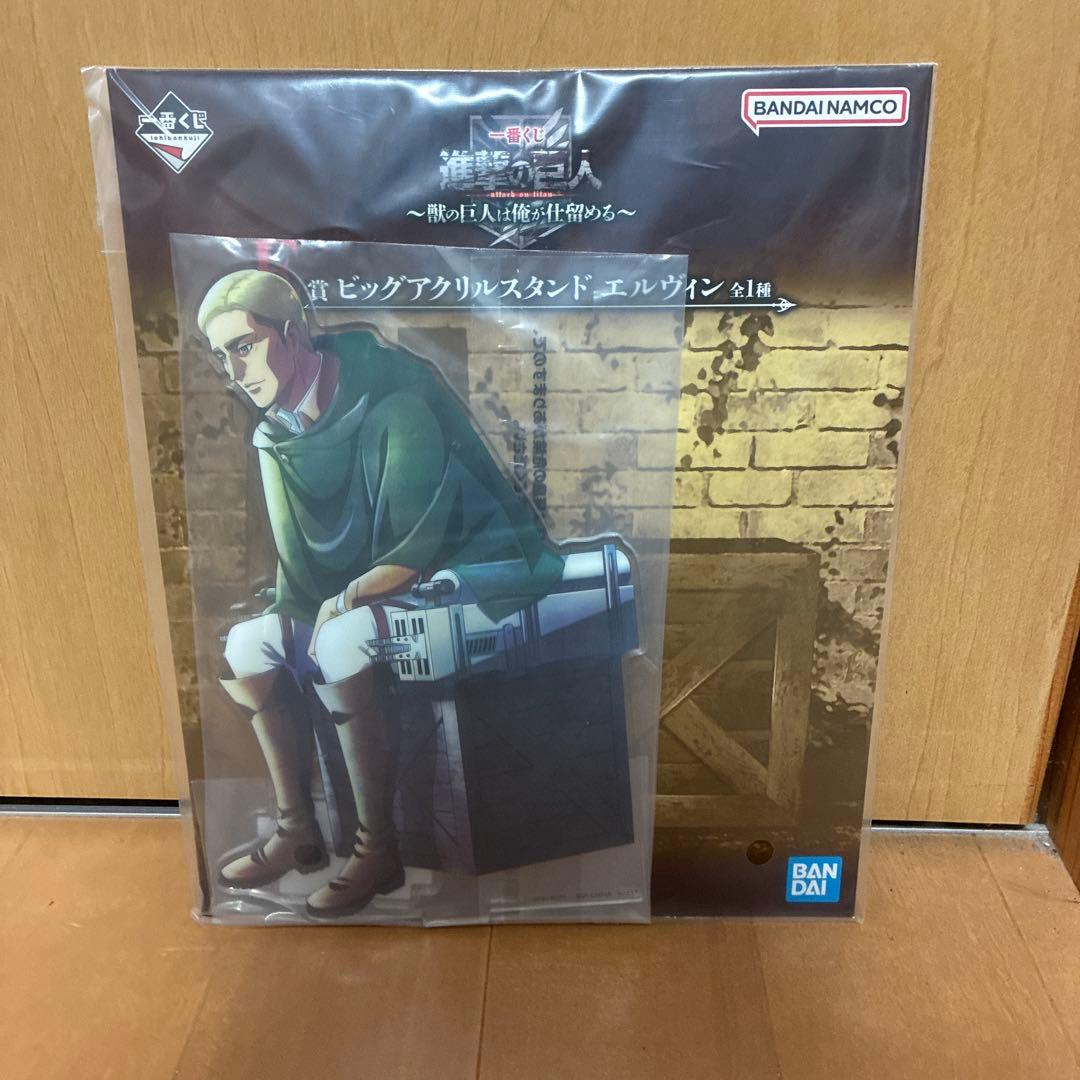 一番くじ
ichibankuji
BANDAI NAMCO
一番くじ
進撃の巨人
attack on titan
～獣の巨人は俺が仕留める～
賞 ビッグアクリルスタンド エルヴィン 全1種
BAN
DAI